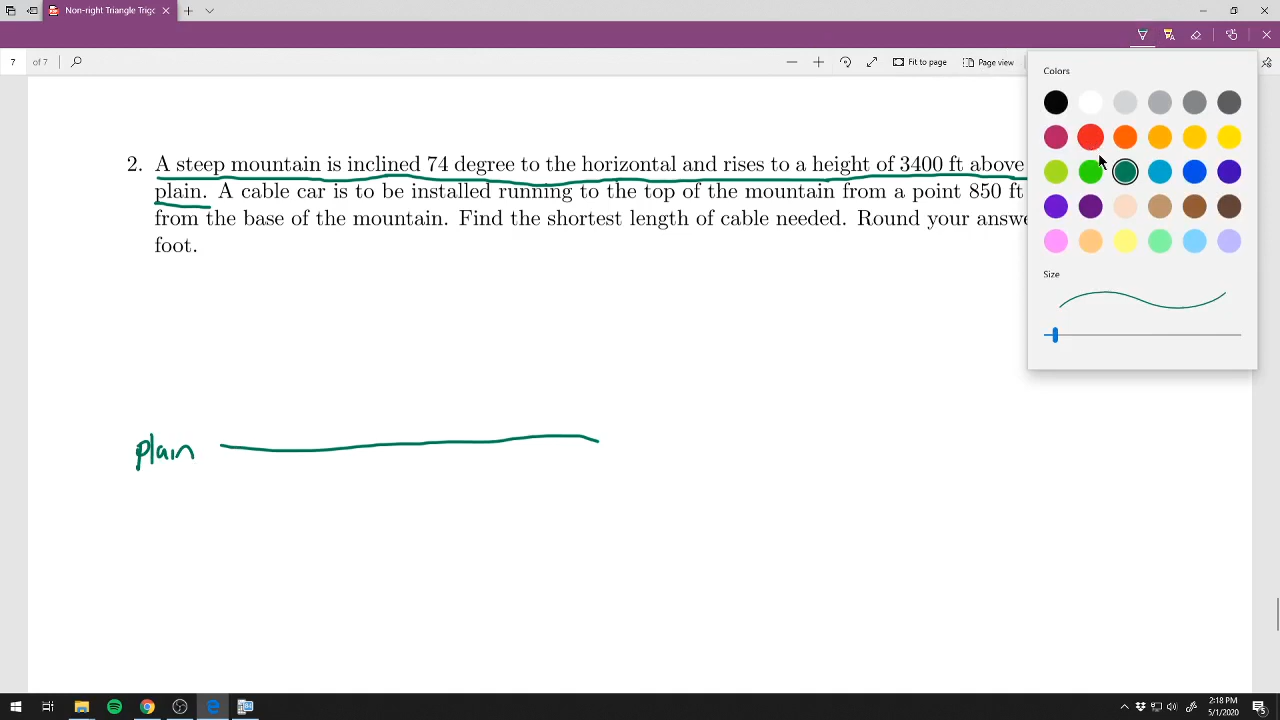 Non-right Triangle Trigo
7 of 7
Fit to page
Page view
Colors
2. A steep mountain is inclined 74 degree to the horizontal and rises to a height of 3400 ft above
plain. A cable car is to be installed running to the top of the mountain from a point 850 ft
from the base of the mountain. Find the shortest length of cable needed. Round your answe
foot.
Size
plain
2:18 PM
5/1/2020